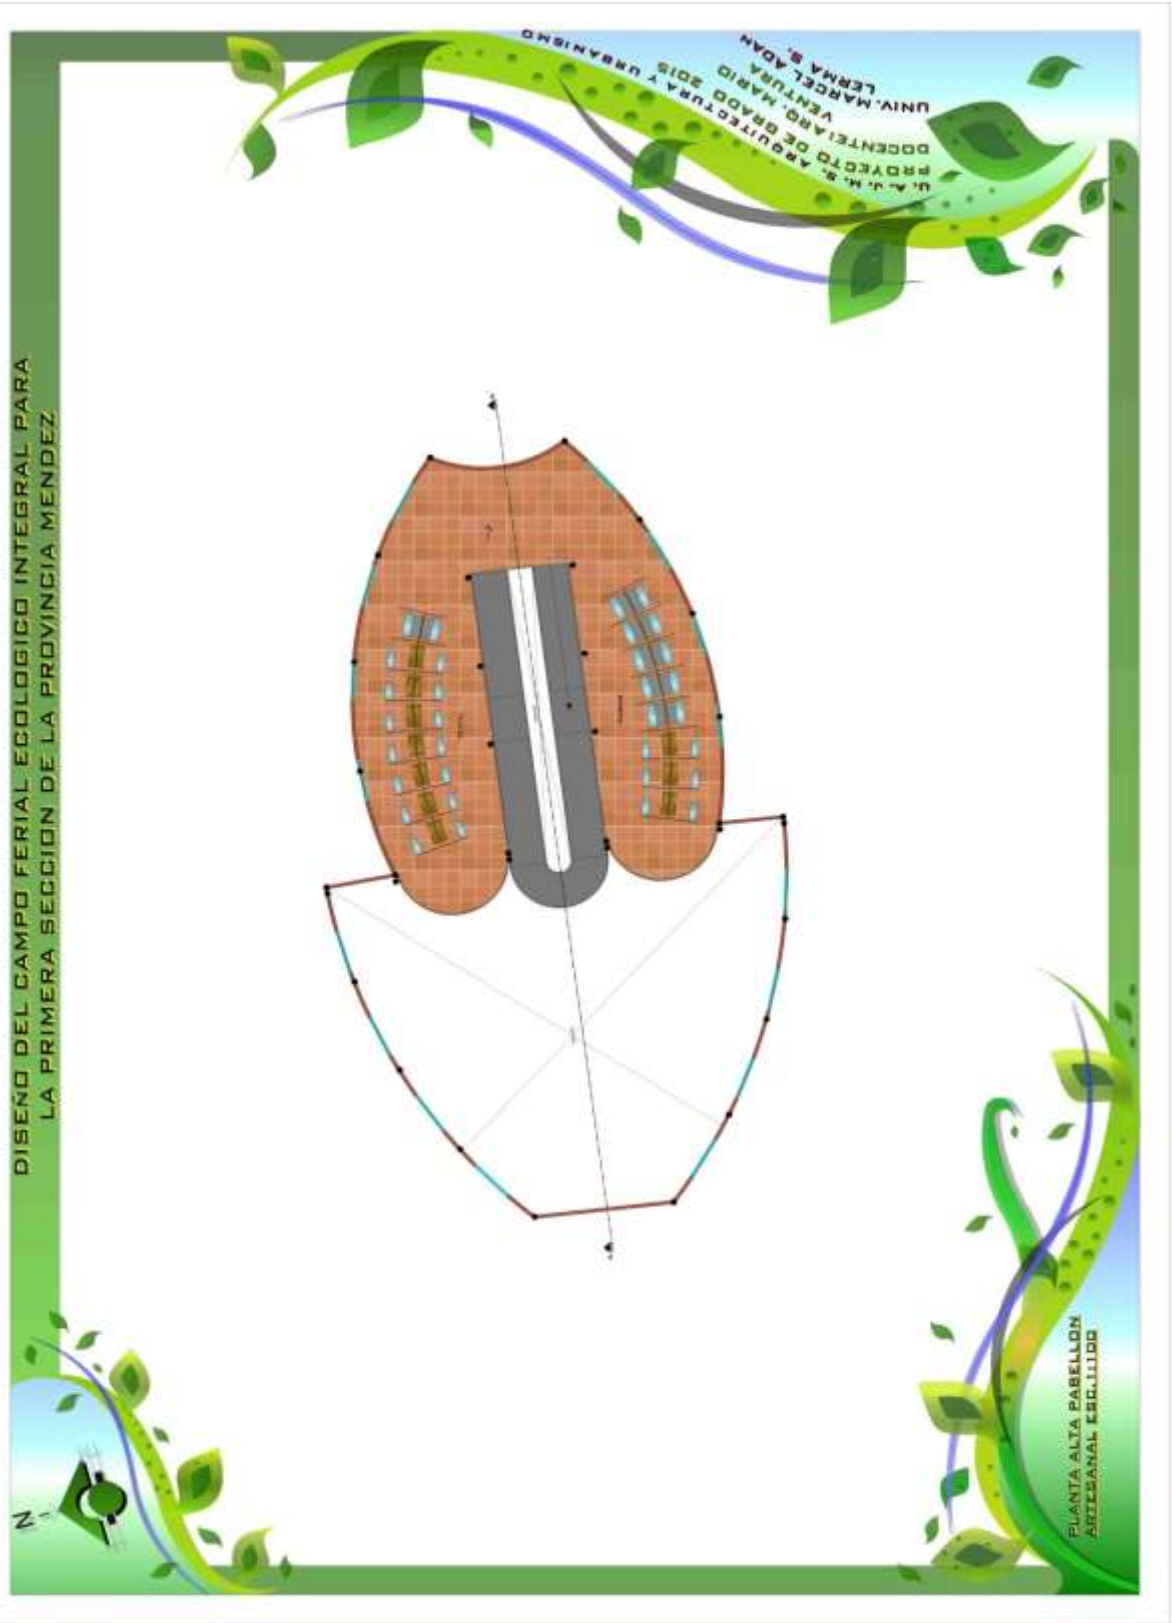 DISEÑO DEL CAMPO FERIAL ECOLOGICO INTEGRAL PARA
LA PRIMERA SECCION DE LA PROVINCIA MENDEZ
U. A. J. M. S. ARQUITECTURA Y URBANISMO
PROYECTO DE GRADO 2015
DOCENTE:ARQ. MARIO
VENTURA
UNIV. MARCEL ADAN
LERMA S.
PLANTA ALTA PABELLON
ARTESANAL ESC.1:100
N